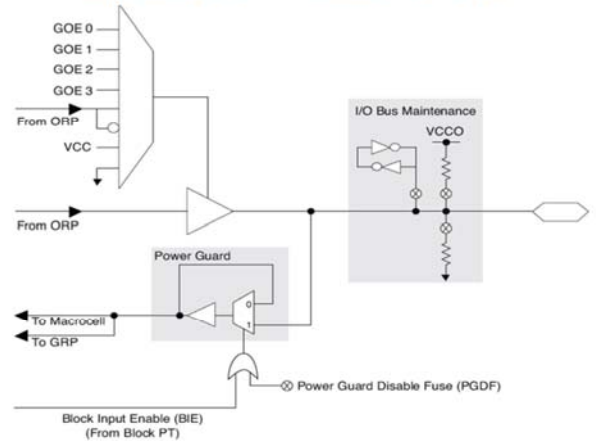 GOE 0
GOE 1
GOE 2
GOE 3
From ORP
VCC
I/O Bus Maintenance
VCCO
From ORP
Power Guard
0
1
To Macrocell
To GRP
Power Guard Disable Fuse (PGDF)
Block Input Enable (BIE)
(From Block PT)